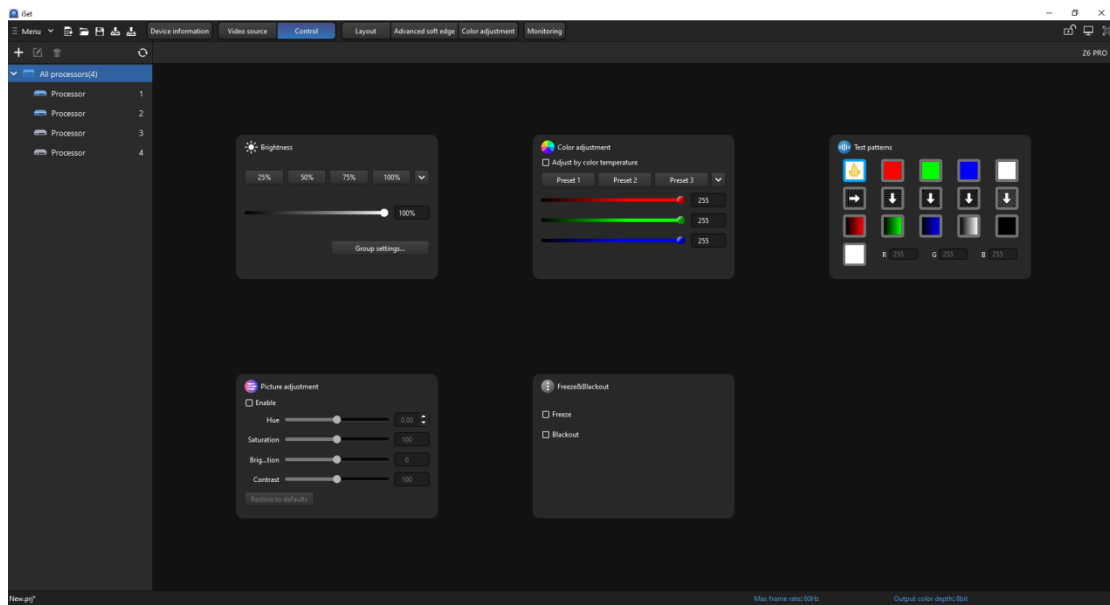 iSet
Menu
Device information Video source Control Layout Advanced soft edge Color adjustment Monitoring
Z6 PRO
All processors(4)
Processor 1
Processor 2
Processor 3
Processor 4
Brightness
25% 50% 75% 100%
100%
Group settings...
Color adjustment
Adjust by color temperature
Preset 1 Preset 2 Preset 3
255
255
255
Test patterns
R 255 G 255 B 255
Picture adjustment
Enable
Hue 0.00
Saturation 100
Brig...tion 0
Contrast 100
Restore to defaults
Freeze&Blackout
Freeze
Blackout
New.prj* Max frame rate: 60Hz Output color depth: 8bit